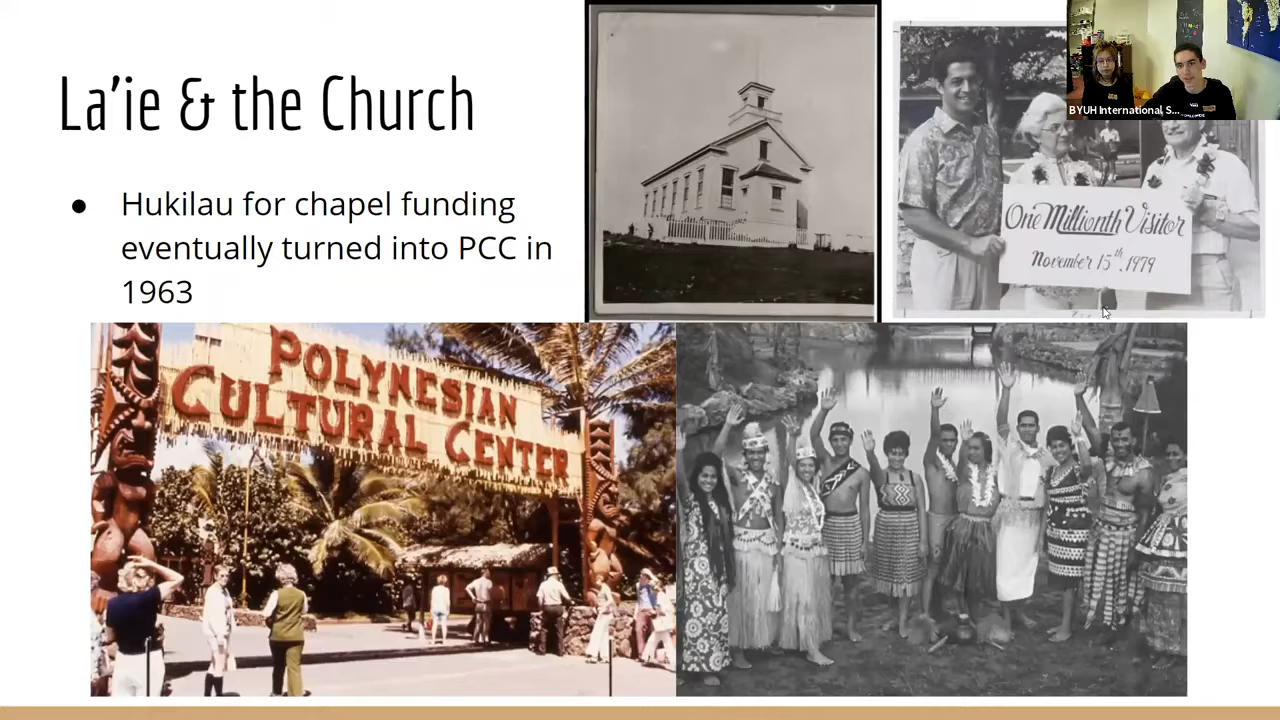 La'ie & the Church
● Hukilau for chapel funding
eventually turned into PCC in
1963
One Millionth Visitor
November 15th, 1979
BYUH International S...
POLYNESIAN
CULTURAL CENTER